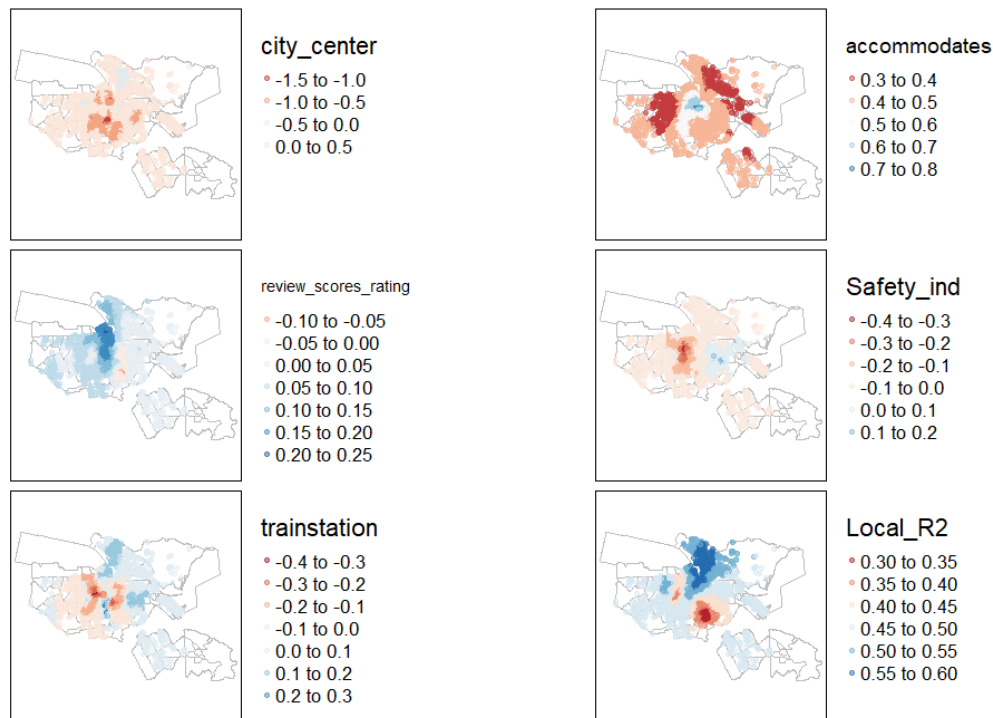 city_center
-1.5 to -1.0
-1.0 to -0.5
-0.5 to 0.0
0.0 to 0.5
accommodates
0.3 to 0.4
0.4 to 0.5
0.5 to 0.6
0.6 to 0.7
0.7 to 0.8
review_scores_rating
-0.10 to -0.05
-0.05 to 0.00
0.00 to 0.05
0.05 to 0.10
0.10 to 0.15
0.15 to 0.20
0.20 to 0.25
Safety_ind
-0.4 to -0.3
-0.3 to -0.2
-0.2 to -0.1
-0.1 to 0.0
0.0 to 0.1
0.1 to 0.2
trainstation
-0.4 to -0.3
-0.3 to -0.2
-0.2 to -0.1
-0.1 to 0.0
0.0 to 0.1
0.1 to 0.2
0.2 to 0.3
Local_R2
0.30 to 0.35
0.35 to 0.40
0.40 to 0.45
0.45 to 0.50
0.50 to 0.55
0.55 to 0.60